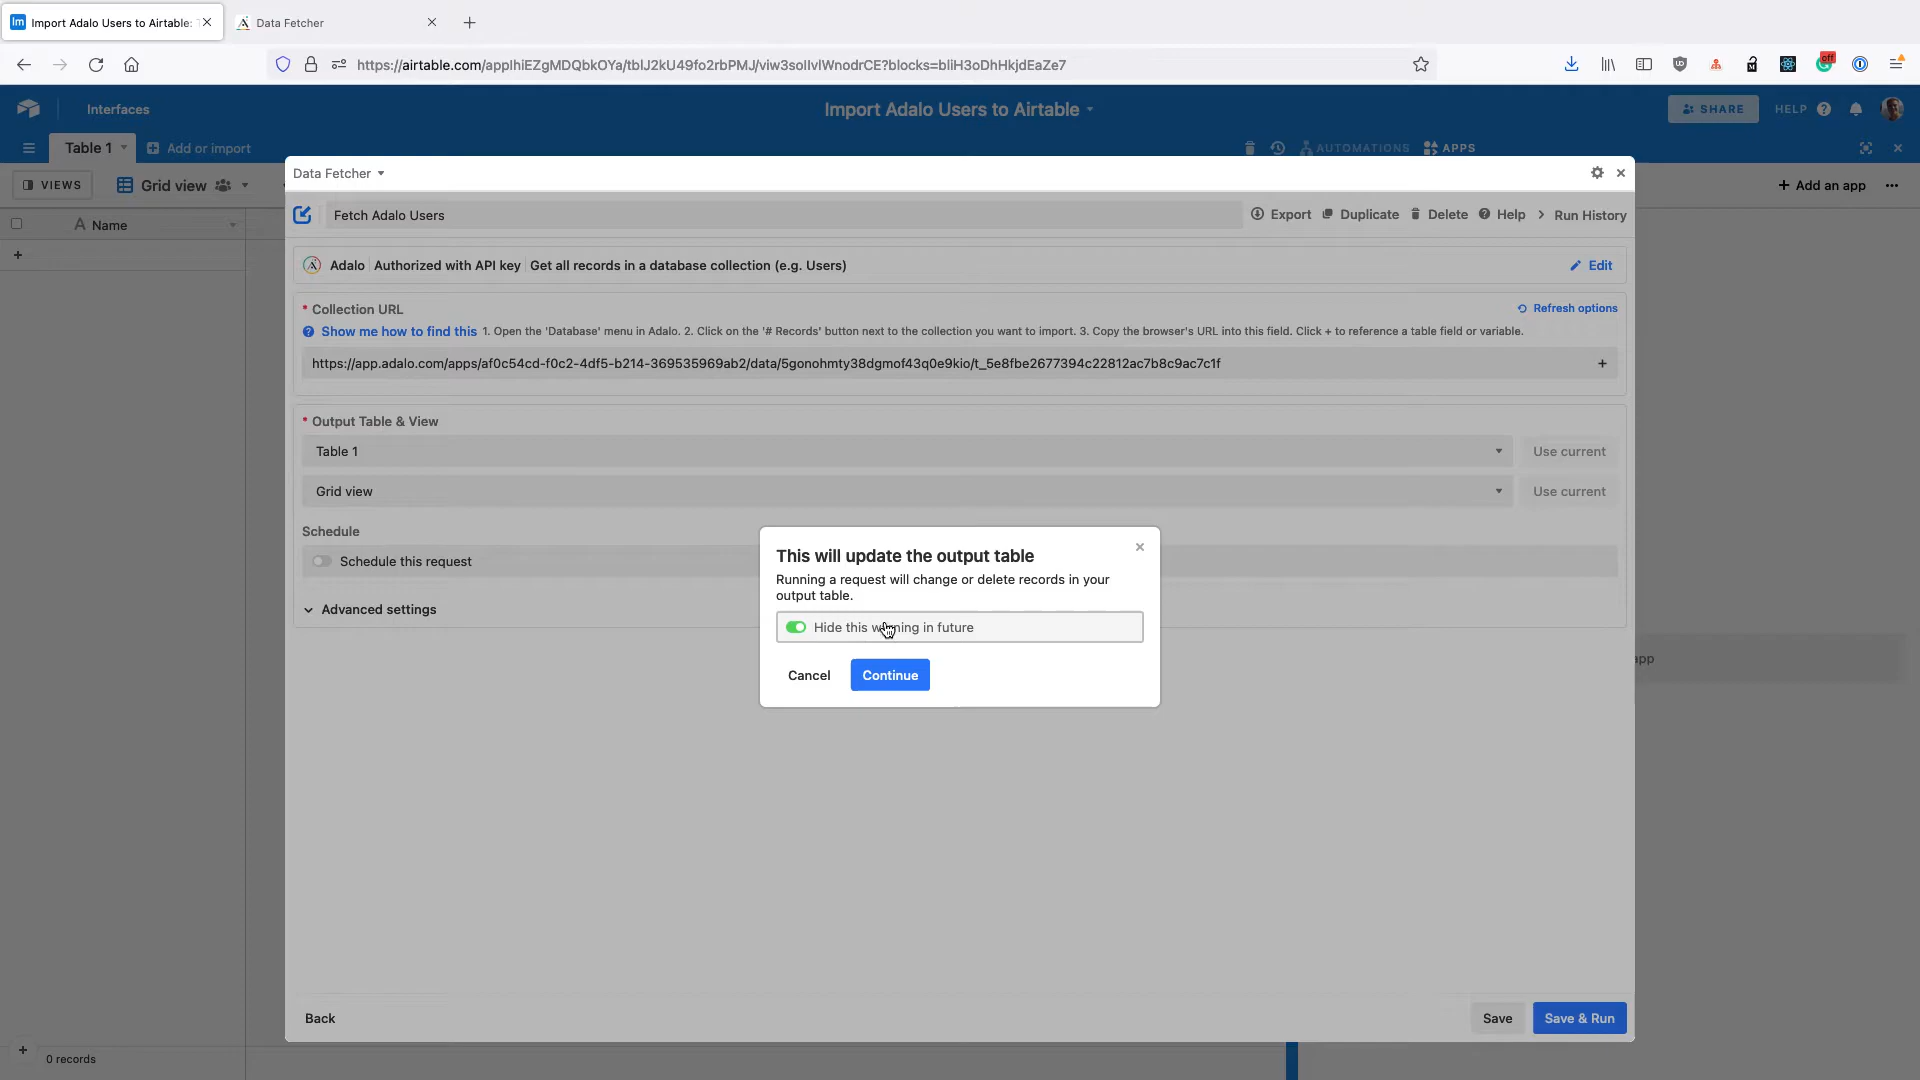 Im Import Adalo Users to Airtable:
Data Fetcher
https://airtable.com/applhiEZgMDQbkOYa/tblJ2kU49fo2rbPMJ/viw3solIvlWnodrCE?blocks=bliH3oDhHkjdEaZe7
off
Interfaces
Import Adalo Users to Airtable
SHARE
HELP
Table 1
Add or import
AUTOMATIONS
APPS
VIEWS
Grid view
Add an app
Data Fetcher
Name
Fetch Adalo Users
Export
Duplicate
Delete
Help
Run History
Adalo
Authorized with API key
Get all records in a database collection (e.g. Users)
Edit
* Collection URL
Refresh options
Show me how to find this 1. Open the 'Database' menu in Adalo. 2. Click on the '# Records' button next to the collection you want to import. 3. Copy the browser's URL into this field. Click + to reference a table field or variable.
https://app.adalo.com/apps/af0c54cd-f0c2-4df5-b214-369535969ab2/data/5gonohmty38dgmof43q0e9kio/t_5e8fbe2677394c22812ac7b8c9ac7c1f
+
* Output Table & View
Table 1
Use current
Grid view
Use current
Schedule
Schedule this request
Advanced settings
This will update the output table
Running a request will change or delete records in your
output table.
Hide this warning in future
Cancel
Continue
app
Back
Save
Save & Run
0 records